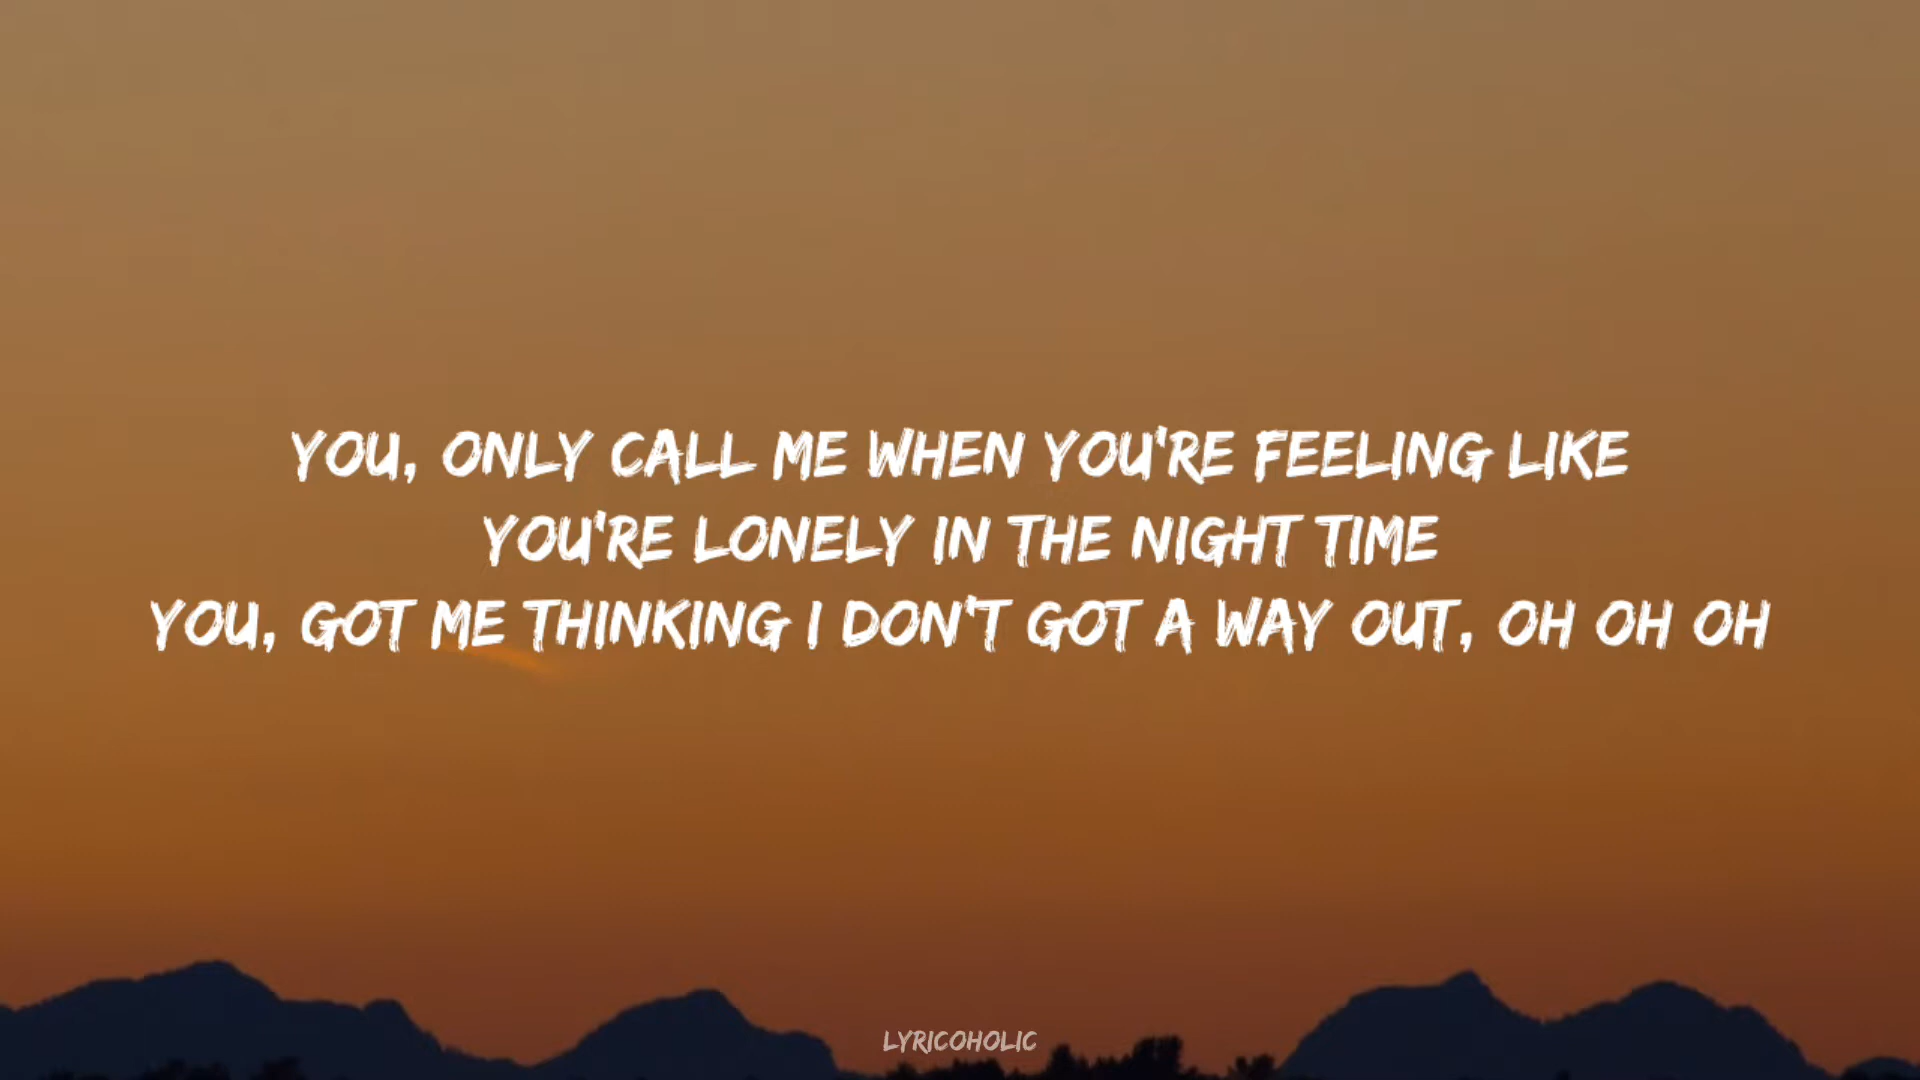 YOU, ONLY CALL ME WHEN YOU'RE FEELING LIKE
YOU'RE LONELY IN THE NIGHT TIME
YOU, GOT ME THINKING I DON'T GOT A WAY OUT, OH OH OH
LYRICOHOLIC